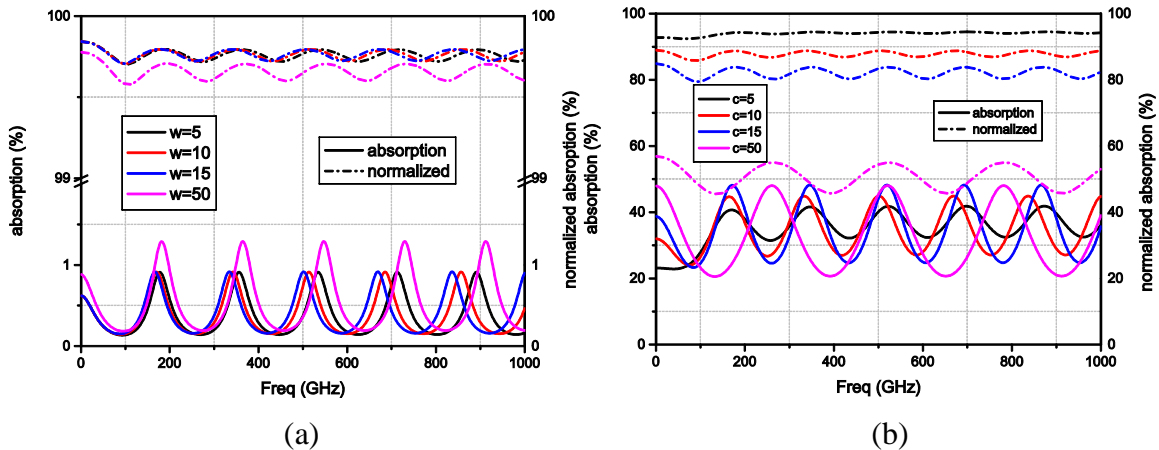 100
99
1
0
absorption (%)
w=5
w=10
w=15
w=50
absorption
normalized
100
99
1
0
normalized absroption (%)
0
200
400
600
800
1000
Freq (GHz)
(a)
100
80
60
40
20
0
absorption (%)
c=5
c=10
c=15
c=50
absorption
normalized
100
80
60
40
20
0
normalized absorption (%)
0
200
400
600
800
1000
Freq (GHz)
(b)